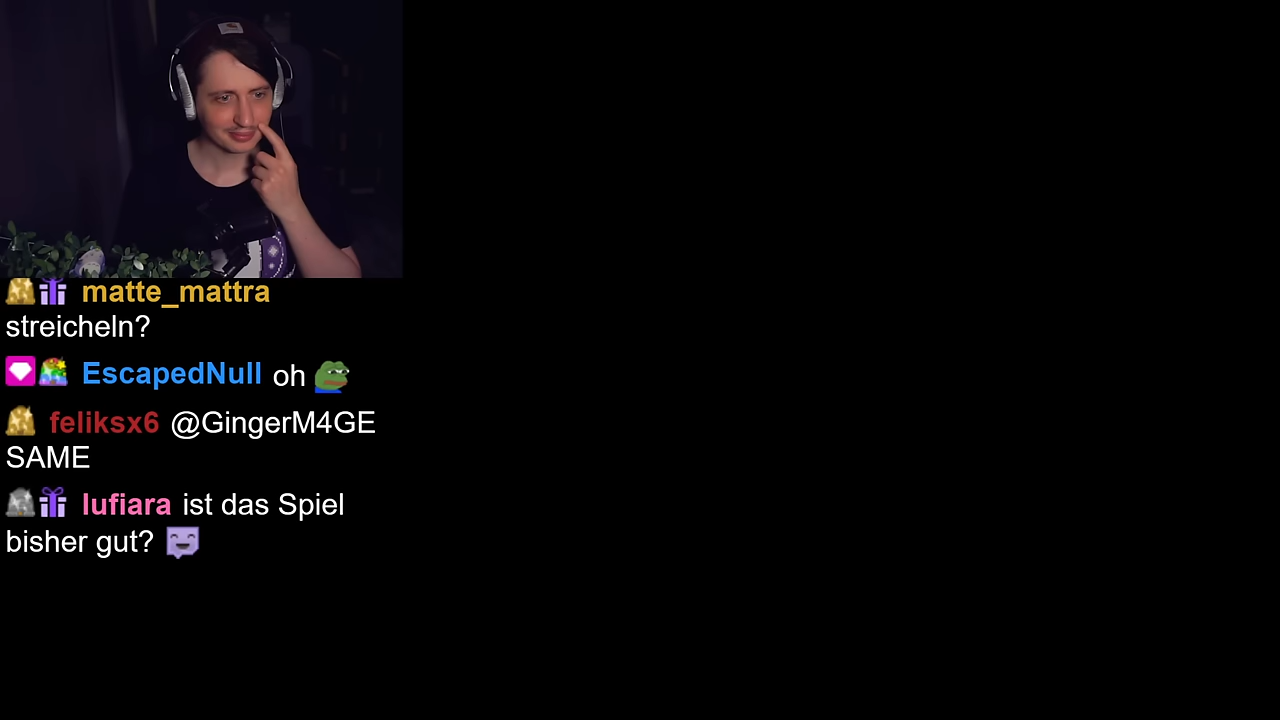 matte_mattra
streicheln?
EscapedNull oh
feliksx6 @GingerM4GE
SAME
lufiara ist das Spiel
bisher gut?